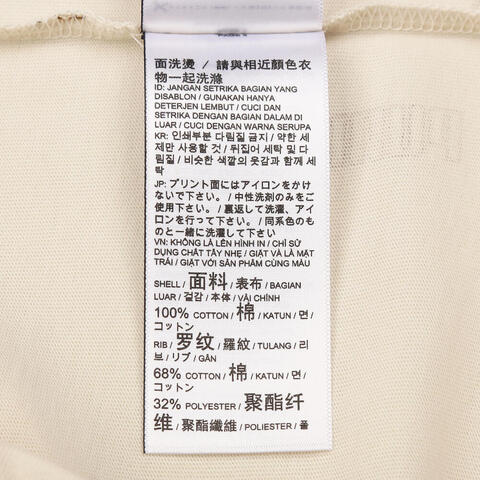 面洗燙 / 請與相近顏色衣
物一起洗滌
ID: JANGAN SETRIKA BAGIAN YANG
DISABLON / GUNAKAN HANYA
DETERJEN LEMBUT / CUCI DAN
SETRIKA DENGAN BAGIAN DALAM DI
LUAR / CUCI DENGAN WARNA SERUPA
KR: 인쇄부분 다림질 금지 / 약한 세
제만 사용할 것 / 뒤집어 세탁 및 다
림질 / 비슷한 색깔의 옷감과 함께 세
탁
JP: プリント面にはアイロンをかけ
ないで下さい。 / 中性洗剤のみをご
使用下さい。 / 裏返して洗濯、アイ
ロンを行って下さい。 / 同系色のも
のと一緒に洗濯して下さい
VN: KHÔNG LÀ LÊN HÌNH IN / CHỈ SỬ
DỤNG CHẤT TẨY NHẸ / GIẶT VÀ LÀ MẶT
TRÁI / GIẶT VỚI SẢN PHẨM CÙNG MÀU
SHELL / 面料 / 表布 / BAGIAN
LUAR / 겉감 / 本体 / VẢI CHÍNH
100% COTTON / 棉 / KATUN / 면 /
コットン
RIB / 罗纹 / 羅紋 / TULANG / 리
브 / リブ / GÂN
68% COTTON / 棉 / KATUN / 면 /
コットン
32% POLYESTER / 聚酯纤
维 / 聚酯纖維 / POLIESTER / 폴